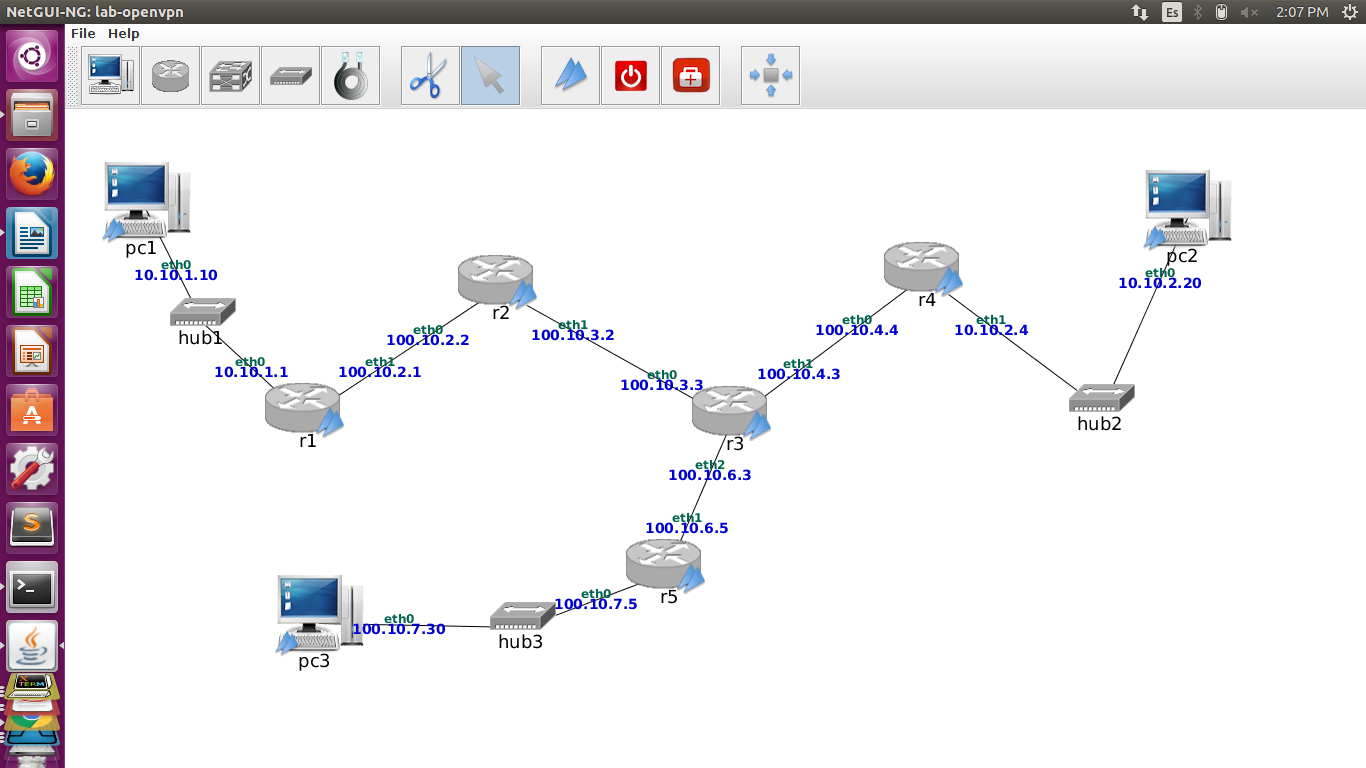 NetGUI-NG: lab-openvpn
Es
2:07 PM
File Help
pc1
eth0
10.10.1.10
hub1
eth0
10.10.1.1
r1
eth1
100.10.2.1
eth0
100.10.2.2
r2
eth1
100.10.3.2
eth0
100.10.3.3
r3
eth1
100.10.4.3
eth0
100.10.4.4
r4
eth1
10.10.2.4
hub2
pc2
eth0
10.10.2.20
eth2
100.10.6.3
eth1
100.10.6.5
r5
eth0
100.10.7.5
hub3
eth0
100.10.7.30
pc3